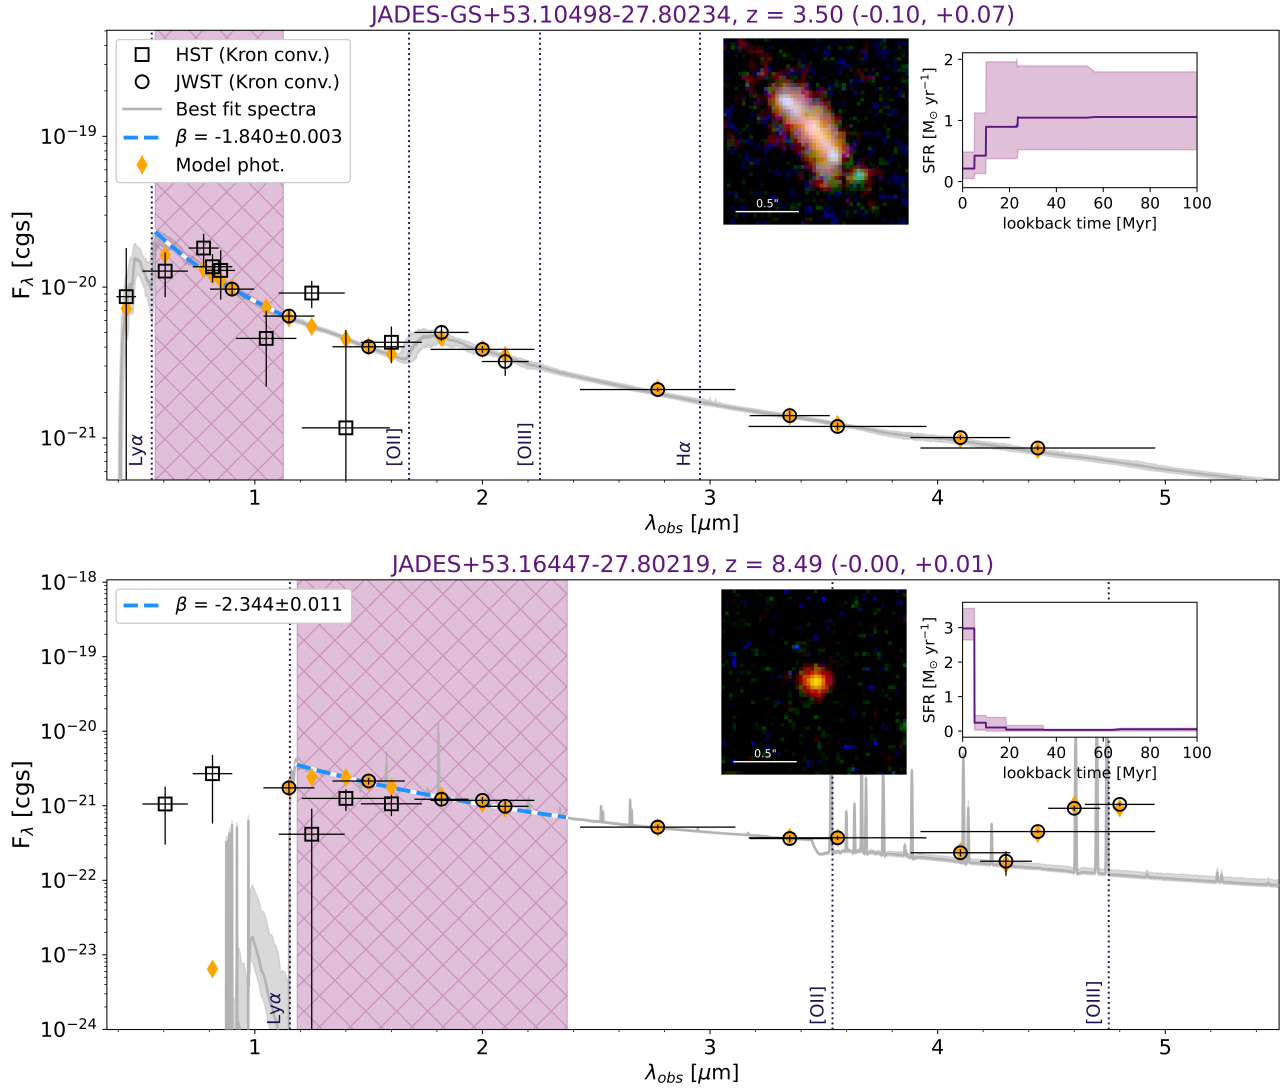 JADES-GS+53.10498-27.80234, z = 3.50 (-0.10, +0.07)
HST (Kron conv.)
JWST (Kron conv.)
Best fit spectra
β = -1.840±0.003
Model phot.
0.5"
SFR [M⊙ yr⁻¹]
2
1
0
0 20 40 60 80 100
lookback time [Myr]
Fλ [cgs]
10⁻¹⁹
10⁻²⁰
10⁻²¹
Lyα
[OII]
[OIII]
Hα
1 2 3 4 5
λobs [μm]
JADES+53.16447-27.80219, z = 8.49 (-0.00, +0.01)
β = -2.344±0.011
0.5"
SFR [M⊙ yr⁻¹]
3
2
1
0
0 20 40 60 80 100
lookback time [Myr]
Fλ [cgs]
10⁻¹⁸
10⁻¹⁹
10⁻²⁰
10⁻²¹
10⁻²²
10⁻²³
10⁻²⁴
Lyα
[OII]
[OIII]
1 2 3 4 5
λobs [μm]